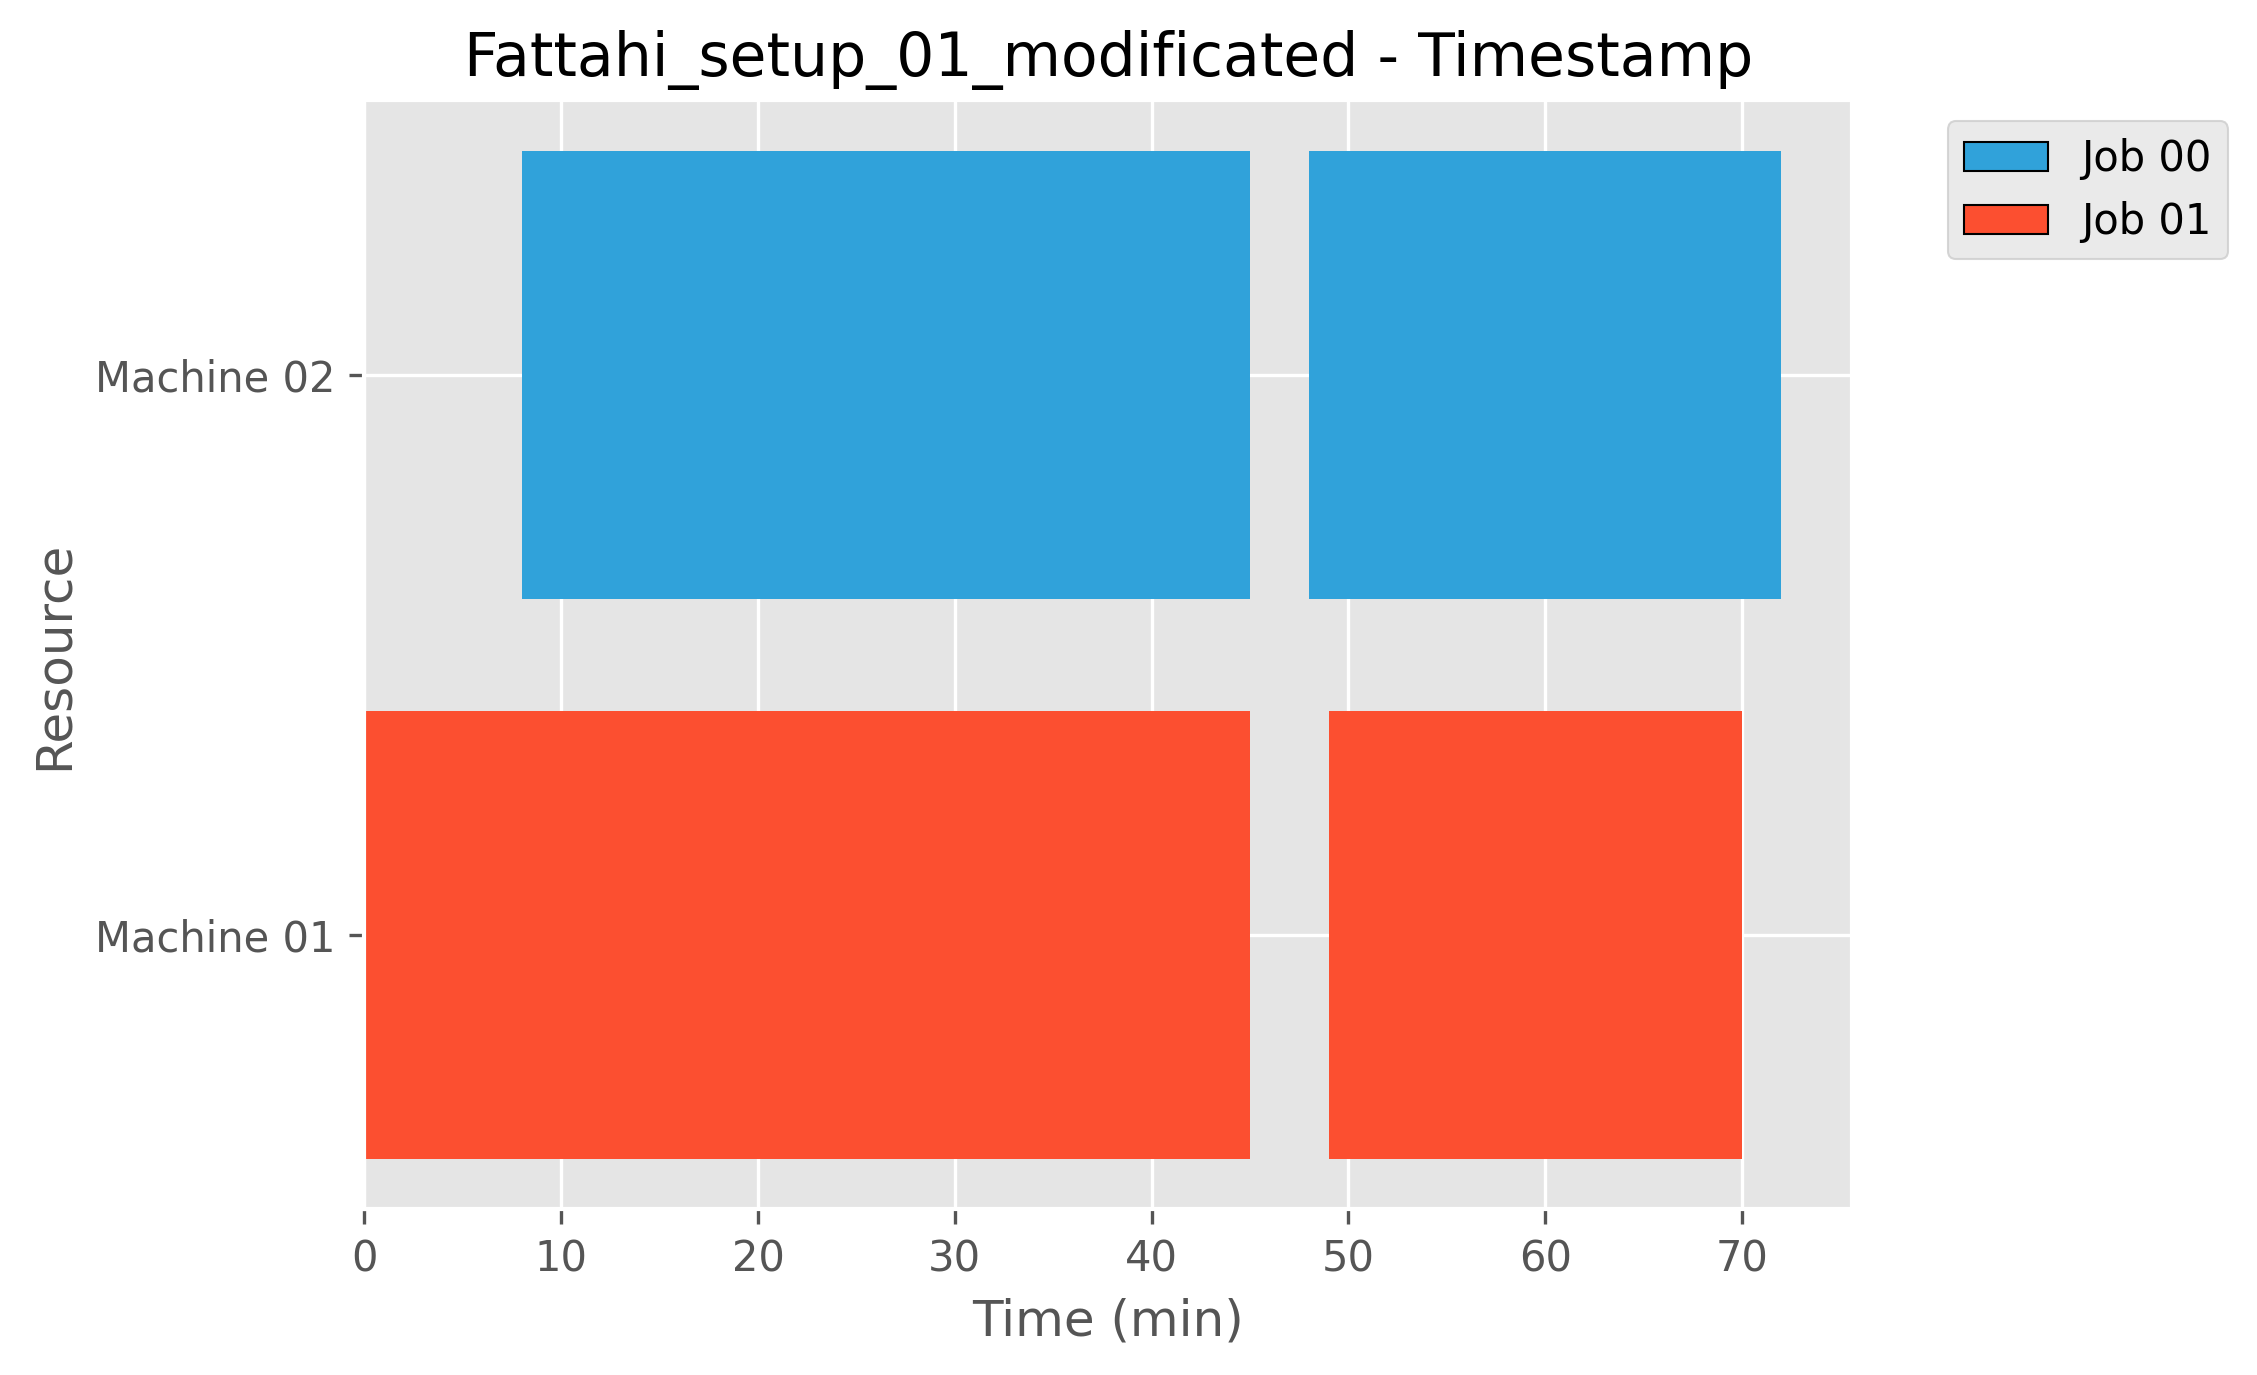 Fattahi_setup_01_modificated - Timestamp
Job 00
Job 01
Machine 02
Resource
Machine 01
0 10 20 30 40 50 60 70
Time (min)